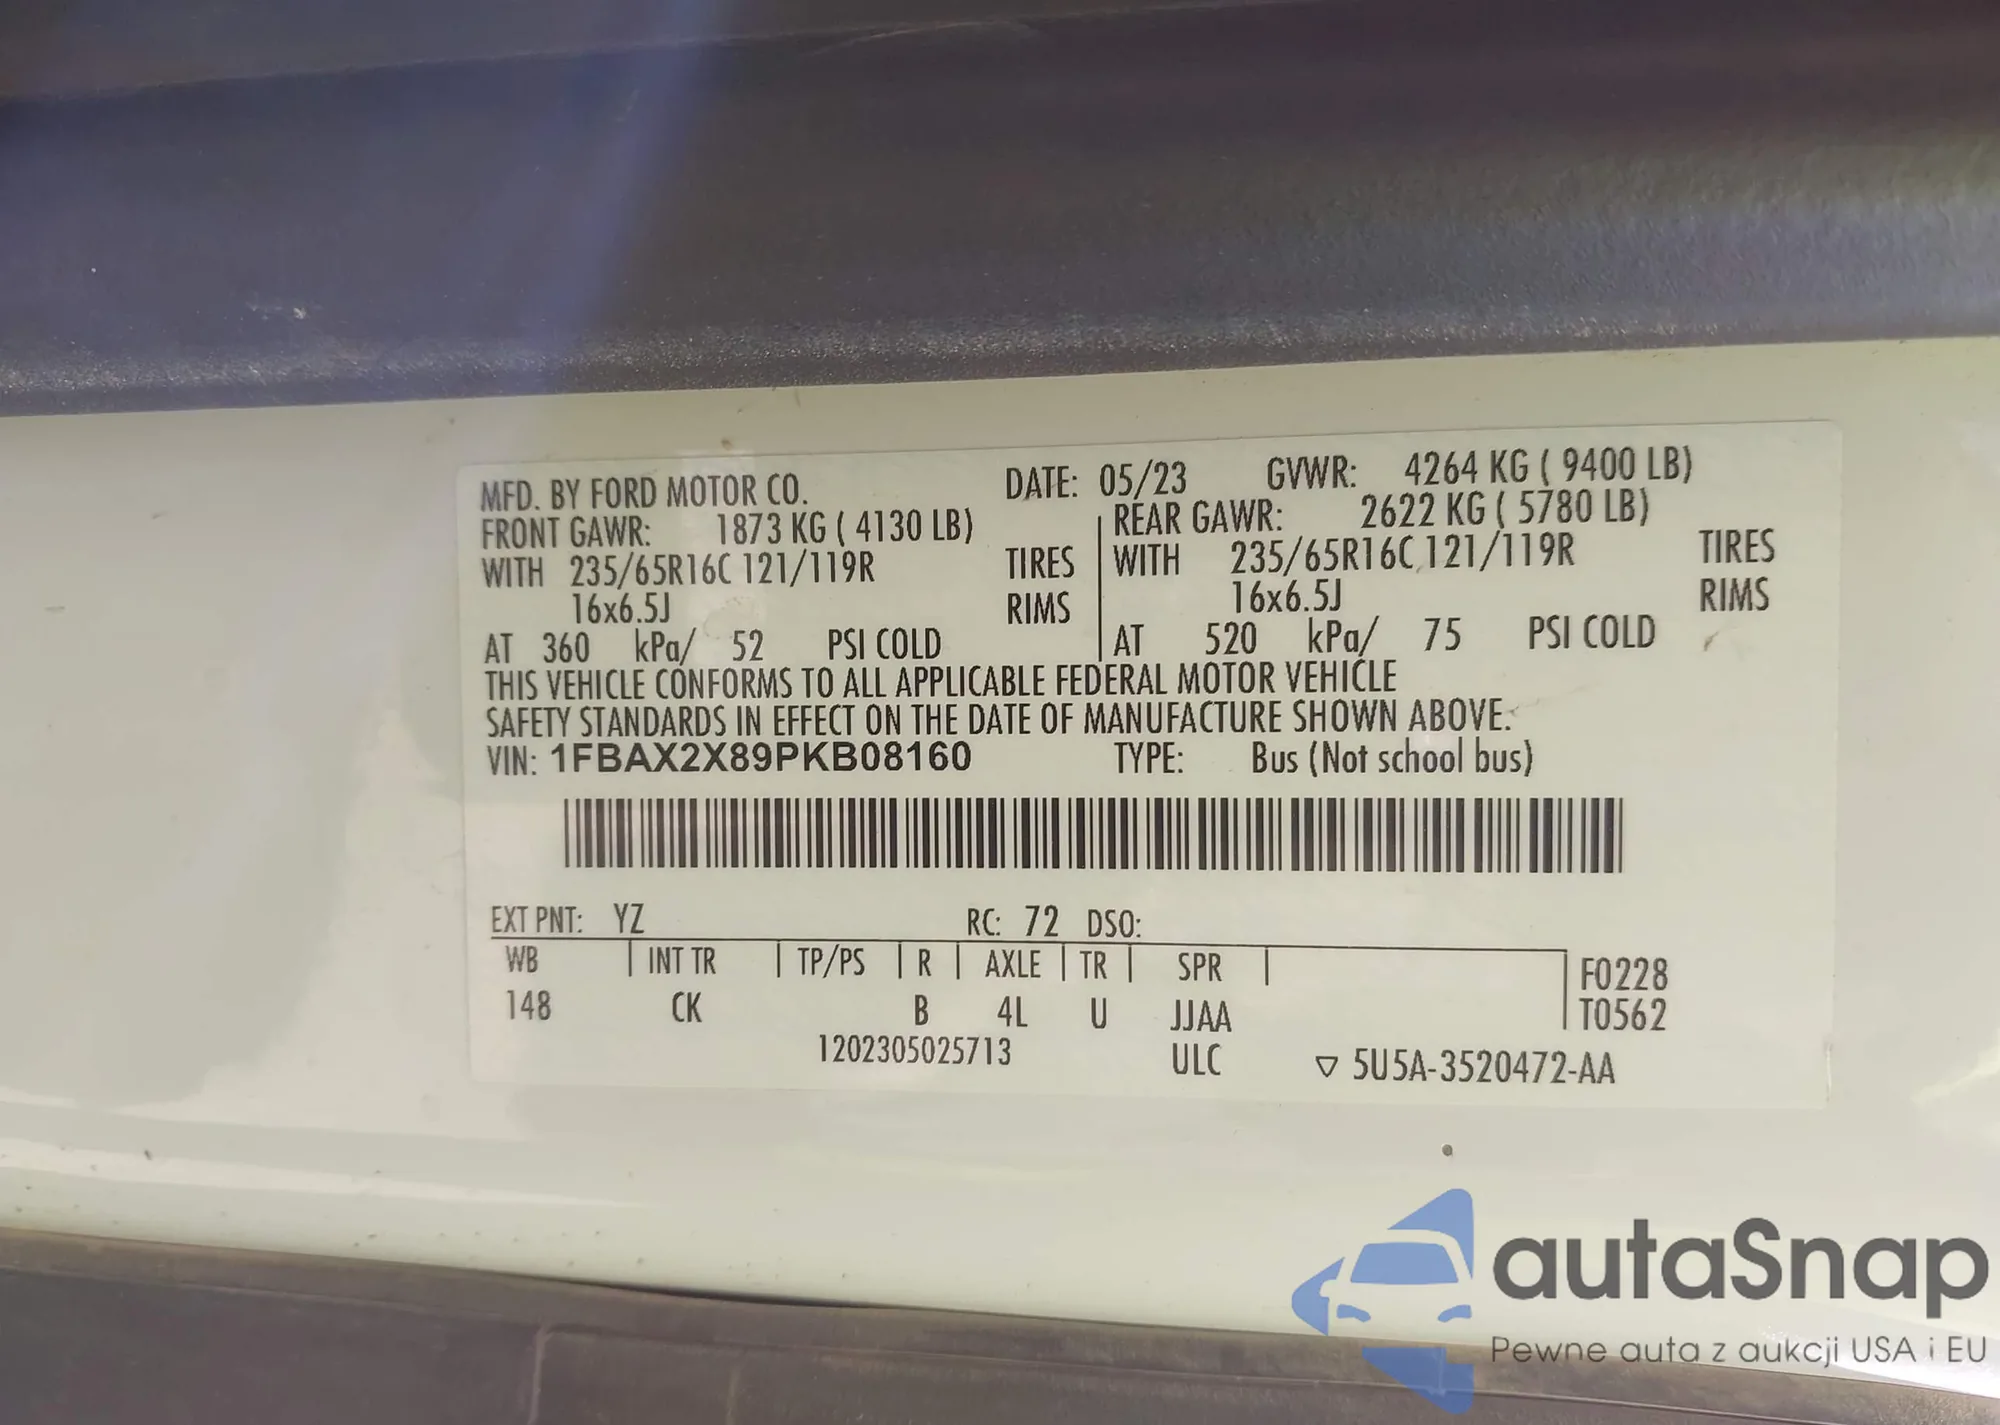 MFD. BY FORD MOTOR CO. DATE: 05/23 GVWR: 4264 KG ( 9400 LB)
FRONT GAWR: 1873 KG ( 4130 LB) REAR GAWR: 2622 KG ( 5780 LB)
WITH 235/65R16C 121/119R TIRES WITH 235/65R16C 121/119R TIRES
16x6.5J RIMS 16x6.5J RIMS
AT 360 kPa/ 52 PSI COLD AT 520 kPa/ 75 PSI COLD
THIS VEHICLE CONFORMS TO ALL APPLICABLE FEDERAL MOTOR VEHICLE
SAFETY STANDARDS IN EFFECT ON THE DATE OF MANUFACTURE SHOWN ABOVE.
VIN: 1FBAX2X89PKB08160 TYPE: Bus (Not school bus)
EXT PNT: YZ RC: 72 DSO:
WB INT TR TP/PS R AXLE TR SPR F0228
148 CK B 4L U JJAA T0562
1202305025713 ULC ▽ 5U5A-3520472-AA
autaSnap
Pewne auta z aukcji USA i EU